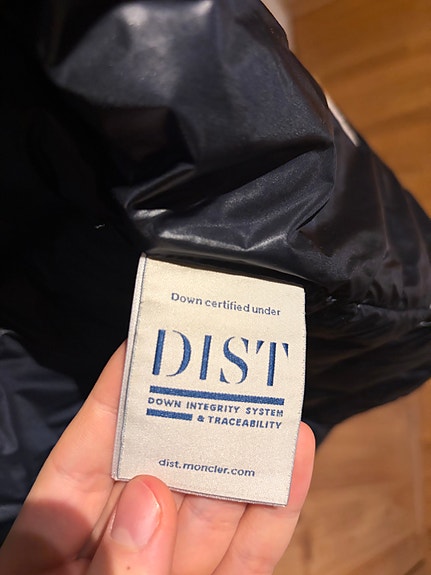 Down certified under
DIST
DOWN INTEGRITY SYSTEM
& TRACEABILITY
dist.moncler.com